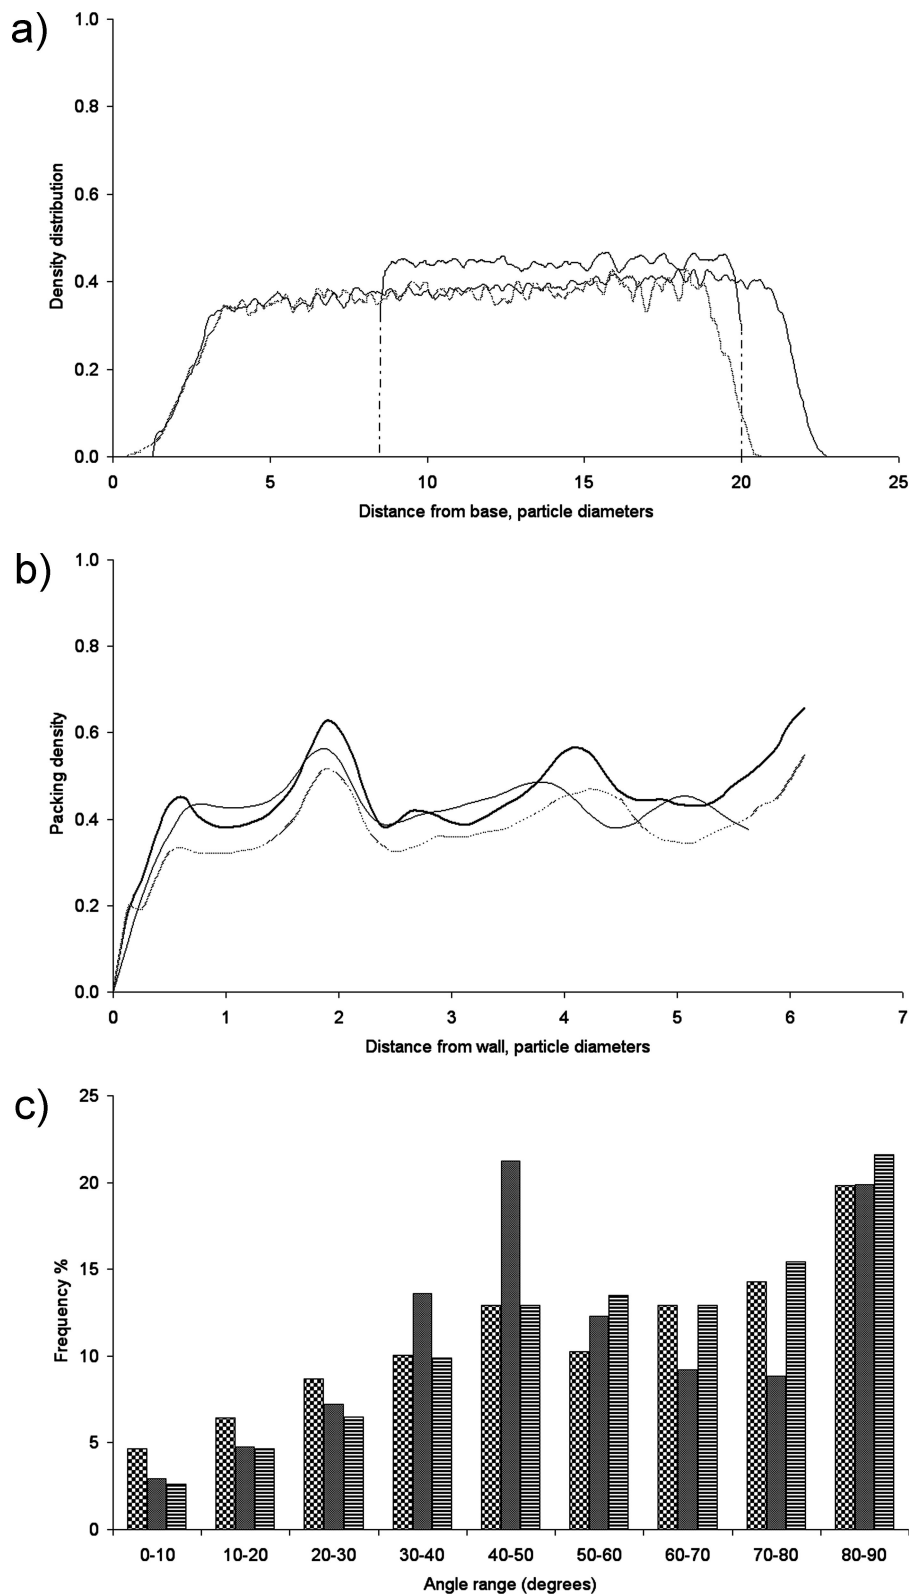 a)
1.0
0.8
0.6
0.4
0.2
0.0
Density distribution
0 5 10 15 20 25
Distance from base, particle diameters
b)
1.0
0.8
0.6
0.4
0.2
0.0
Packing density
0 1 2 3 4 5 6 7
Distance from wall, particle diameters
c)
25
20
15
10
5
0
Frequency %
0-10 10-20 20-30 30-40 40-50 50-60 60-70 70-80 80-90
Angle range (degrees)